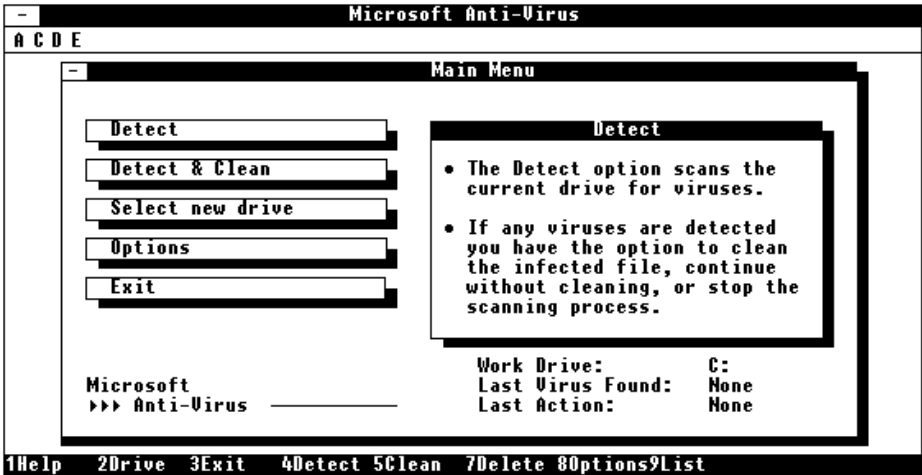 Microsoft Anti-Virus
A C D E
Main Menu
Detect
Detect & Clean
Select new drive
Options
Exit
Detect
• The Detect option scans the
current drive for viruses.
• If any viruses are detected
you have the option to clean
the infected file, continue
without cleaning, or stop the
scanning process.
Work Drive: C:
Last Virus Found: None
Last Action: None
Microsoft
▸▸▸ Anti-Virus
1Help 2Drive 3Exit 4Detect 5Clean 7Delete 8Options9List